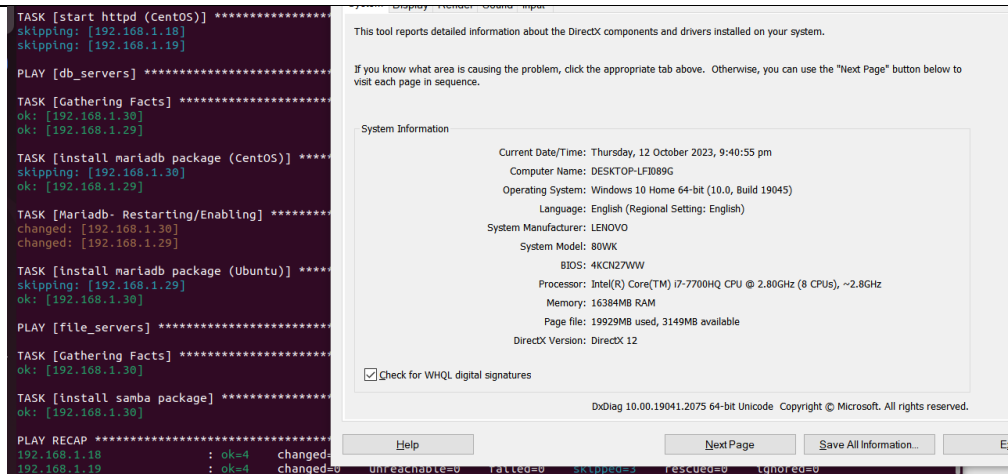 TASK [start httpd (CentOS)] ****************
skipping: [192.168.1.18]
skipping: [192.168.1.19]
PLAY [db_servers] **************************
TASK [Gathering Facts] *********************
ok: [192.168.1.30]
ok: [192.168.1.29]
TASK [install mariadb package (CentOS)] ****
skipping: [192.168.1.30]
ok: [192.168.1.29]
TASK [Mariadb- Restarting/Enabling] ********
changed: [192.168.1.30]
changed: [192.168.1.29]
TASK [install mariadb package (Ubuntu)] ****
skipping: [192.168.1.29]
ok: [192.168.1.30]
PLAY [file_servers] ************************
TASK [Gathering Facts] *********************
ok: [192.168.1.30]
TASK [install samba package] ***************
ok: [192.168.1.30]
PLAY RECAP *********************************
192.168.1.18 : ok=4 changed=
192.168.1.19 : ok=4 changed=0 unreachable=0 failed=0 skipped=3 rescued=0 ignored=0
System Display Render Sound Input
This tool reports detailed information about the DirectX components and drivers installed on your system.
If you know what area is causing the problem, click the appropriate tab above. Otherwise, you can use the "Next Page" button below to
visit each page in sequence.
System Information
Current Date/Time: Thursday, 12 October 2023, 9:40:55 pm
Computer Name: DESKTOP-LFI089G
Operating System: Windows 10 Home 64-bit (10.0, Build 19045)
Language: English (Regional Setting: English)
System Manufacturer: LENOVO
System Model: 80WK
BIOS: 4KCN27WW
Processor: Intel(R) Core(TM) i7-7700HQ CPU @ 2.80GHz (8 CPUs), ~2.8GHz
Memory: 16384MB RAM
Page file: 19929MB used, 3149MB available
DirectX Version: DirectX 12
Check for WHQL digital signatures
DxDiag 10.00.19041.2075 64-bit Unicode Copyright © Microsoft. All rights reserved.
Help
Next Page
Save All Information...